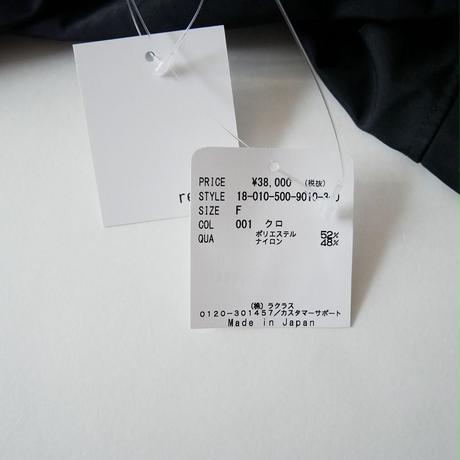 PRICE ¥38,000 (税抜)
STYLE 18-010-500-9010-3-0
SIZE F
COL 001 クロ
QUA ポリエステル 52%
ナイロン 48%
(株) ラクラス
0120-301457/カスタマーサポート
Made in Japan